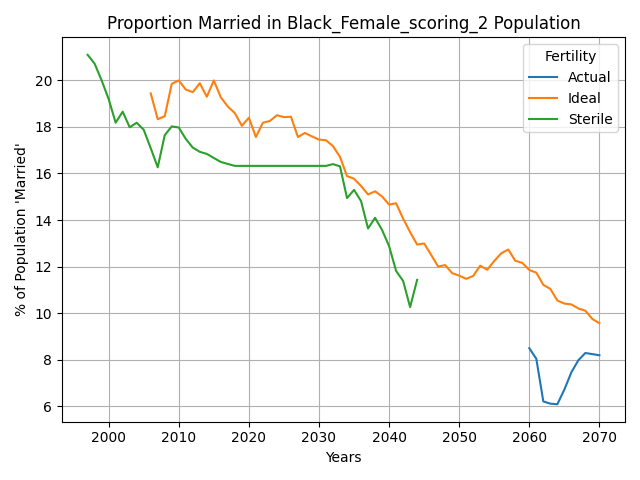 Proportion Married in Black_Female_scoring_2 Population
% of Population 'Married'
20
18
16
14
12
10
8
6
Fertility
Actual
Ideal
Sterile
2000 2010 2020 2030 2040 2050 2060 2070
Years